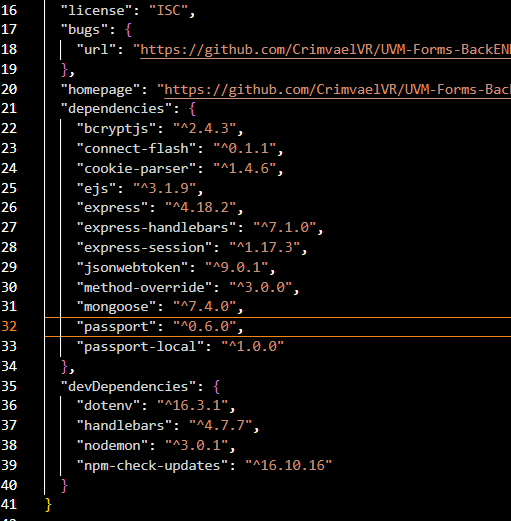 16 "license": "ISC",
17 "bugs": {
18 "url": "https://github.com/CrimvaelVR/UVM-Forms-BackEN
19 },
20 "homepage": "https://github.com/CrimvaelVR/UVM-Forms-Bac
21 "dependencies": {
22 "bcryptjs": "^2.4.3",
23 "connect-flash": "^0.1.1",
24 "cookie-parser": "^1.4.6",
25 "ejs": "^3.1.9",
26 "express": "^4.18.2",
27 "express-handlebars": "^7.1.0",
28 "express-session": "^1.17.3",
29 "jsonwebtoken": "^9.0.1",
30 "method-override": "^3.0.0",
31 "mongoose": "^7.4.0",
32 "passport": "^0.6.0",
33 "passport-local": "^1.0.0"
34 },
35 "devDependencies": {
36 "dotenv": "^16.3.1",
37 "handlebars": "^4.7.7",
38 "nodemon": "^3.0.1",
39 "npm-check-updates": "^16.10.16"
40 }
41 }